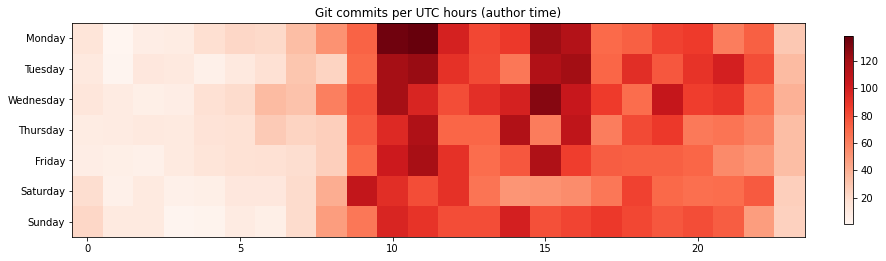 Git commits per UTC hours (author time)
Monday
Tuesday
Wednesday
Thursday
Friday
Saturday
Sunday
0 5 10 15 20
120
100
80
60
40
20